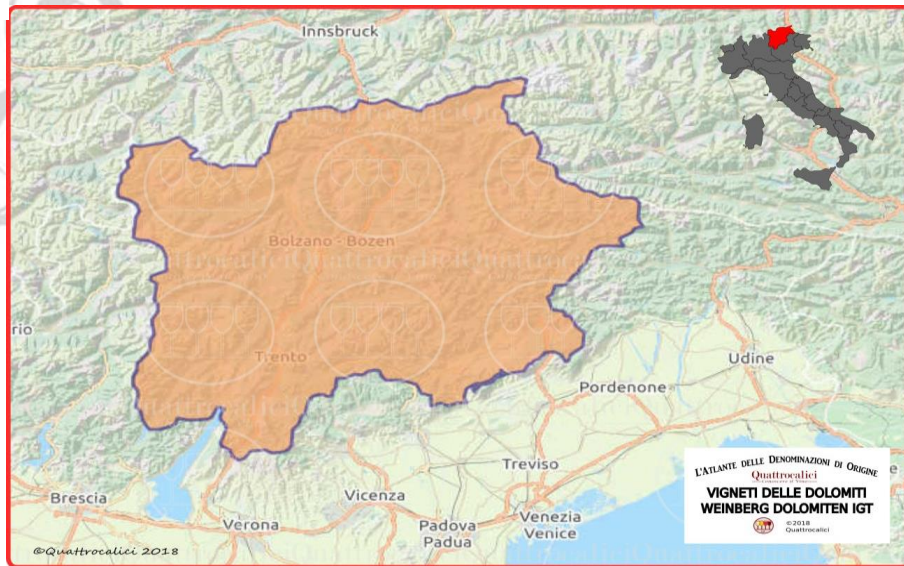 Innsbruck
Bolzano - Bozen
Trento
rio
Udine
Pordenone
Treviso
Brescia
Vicenza
Verona
Padova
Padua
Venezia
Venice
L'ATLANTE DELLE DENOMINAZIONI DI ORIGINE
Quattrocalici
VIGNETI DELLE DOLOMITI
WEINBERG DOLOMITEN IGT
©2018
Quattrocalici
©Quattrocalici 2018